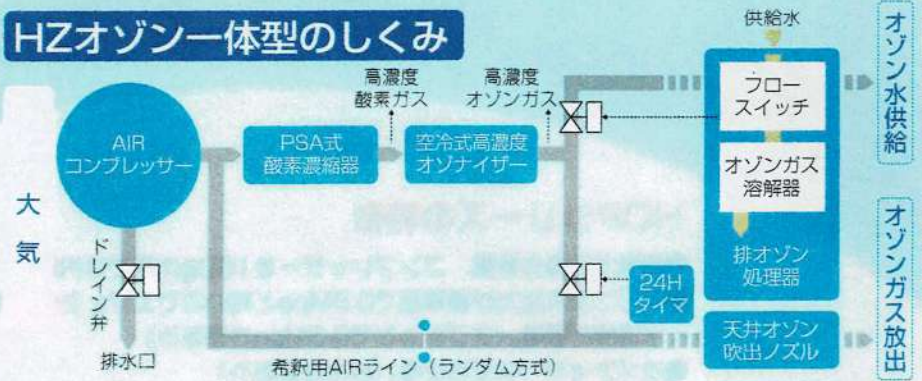 HZオゾン一体型のしくみ
大気
AIR
コンプレッサー
ドレイン弁
排水口
PSA式
酸素濃縮器
高濃度
酸素ガス
空冷式高濃度
オゾナイザー
高濃度
オゾンガス
供給水
フロー
スイッチ
オゾンガス
溶解器
排オゾン
処理器
24H
タイマ
天井オゾン
吹出ノズル
希釈用AIRライン（ランダム方式）
オゾン水供給
オゾンガス放出